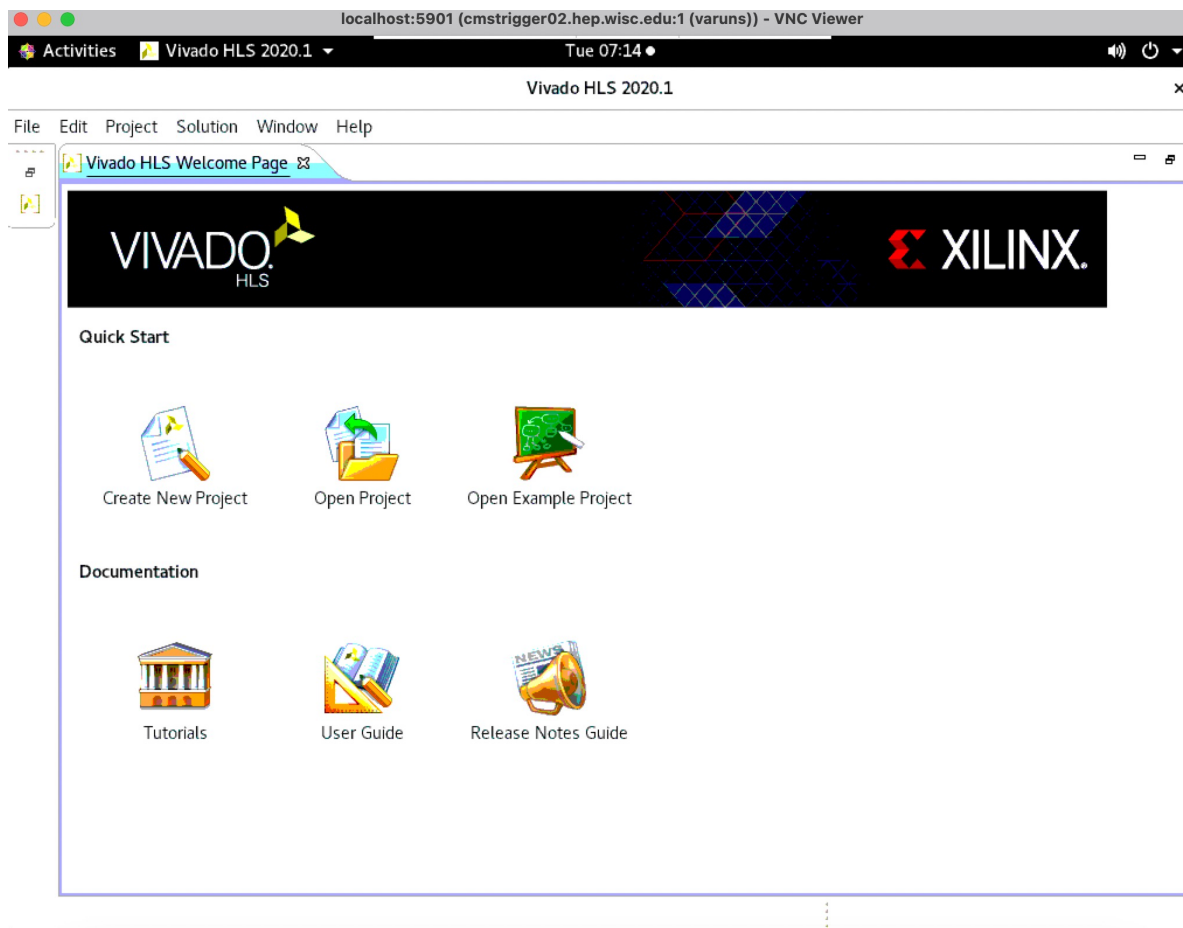 localhost:5901 (cmstrigger02.hep.wisc.edu:1 (varuns)) - VNC Viewer
Activities Vivado HLS 2020.1 Tue 07:14
Vivado HLS 2020.1
File Edit Project Solution Window Help
Vivado HLS Welcome Page
VIVADO. HLS XILINX.
Quick Start
Create New Project Open Project Open Example Project
Documentation
NEWS
Tutorials User Guide Release Notes Guide